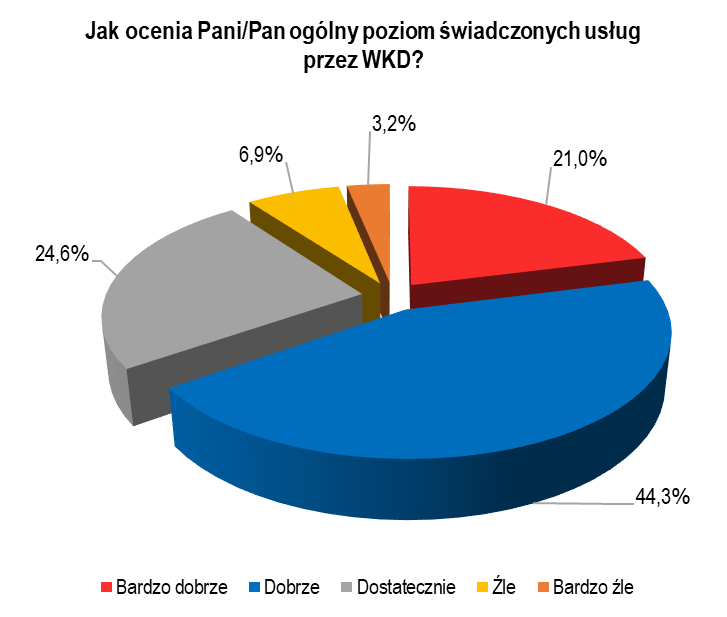 Jak ocenia Pani/Pan ogólny poziom świadczonych usług
przez WKD?
3,2%
6,9%
21,0%
24,6%
44,3%
Bardzo dobrze Dobrze Dostatecznie Źle Bardzo źle